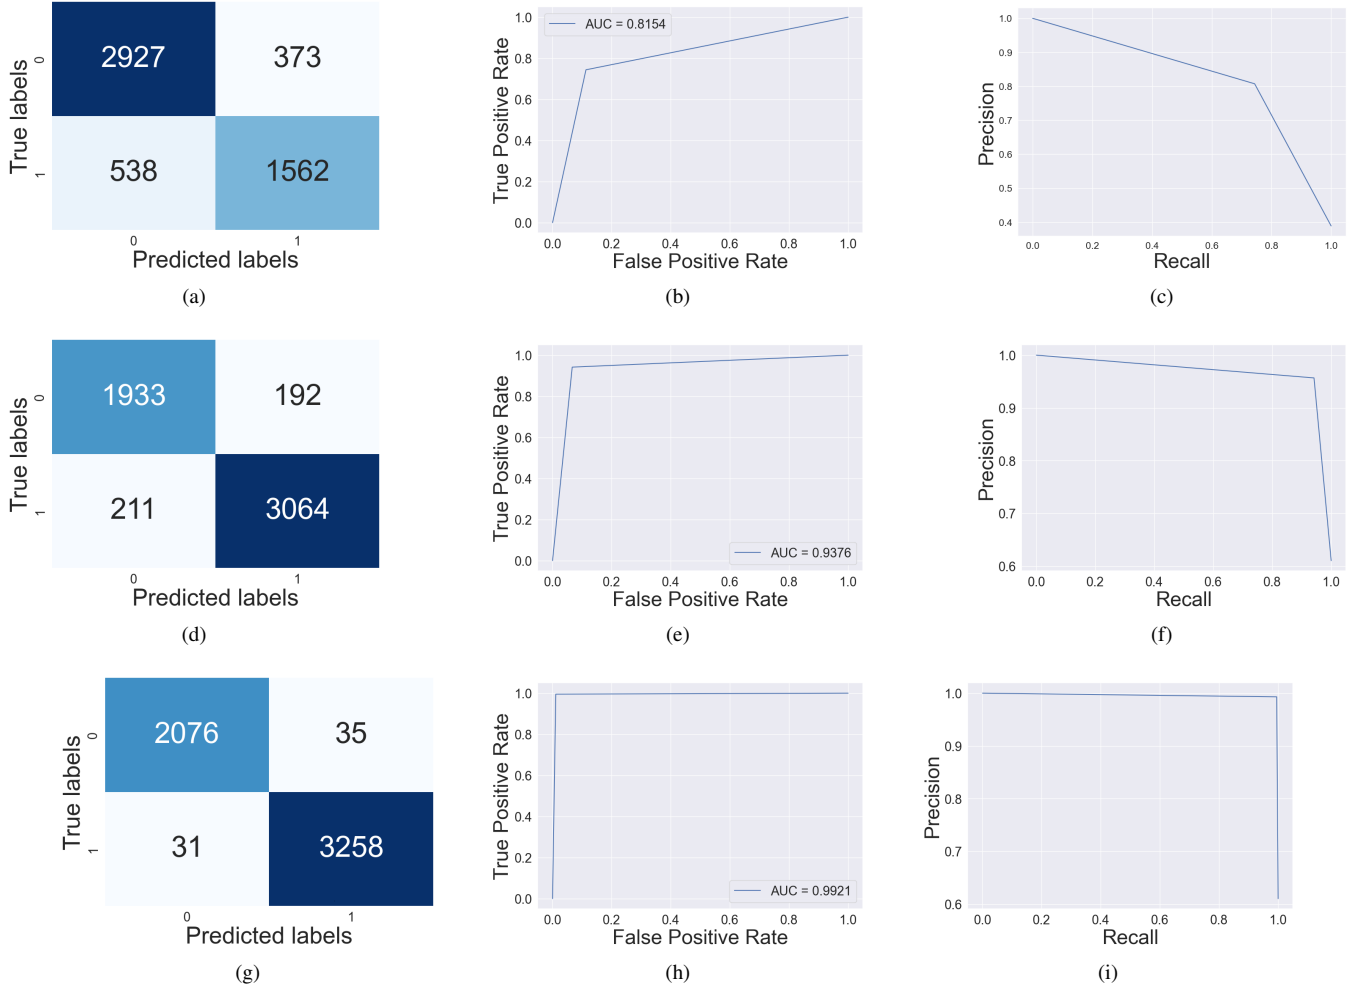 True labels
0
1
2927
373
538
1562
0
1
Predicted labels
(a)
True Positive Rate
1.0
0.8
0.6
0.4
0.2
0.0
AUC = 0.8154
0.0 0.2 0.4 0.6 0.8 1.0
False Positive Rate
(b)
Precision
1.0
0.9
0.8
0.7
0.6
0.5
0.4
0.0 0.2 0.4 0.6 0.8 1.0
Recall
(c)
True labels
0
1
1933
192
211
3064
0
1
Predicted labels
(d)
True Positive Rate
1.0
0.8
0.6
0.4
0.2
0.0
AUC = 0.9376
0.0 0.2 0.4 0.6 0.8 1.0
False Positive Rate
(e)
Precision
1.0
0.9
0.8
0.7
0.6
0.0 0.2 0.4 0.6 0.8 1.0
Recall
(f)
True labels
0
1
2076
35
31
3258
0
1
Predicted labels
(g)
True Positive Rate
1.0
0.8
0.6
0.4
0.2
0.0
AUC = 0.9921
0.0 0.2 0.4 0.6 0.8 1.0
False Positive Rate
(h)
Precision
1.0
0.9
0.8
0.7
0.6
0.0 0.2 0.4 0.6 0.8 1.0
Recall
(i)